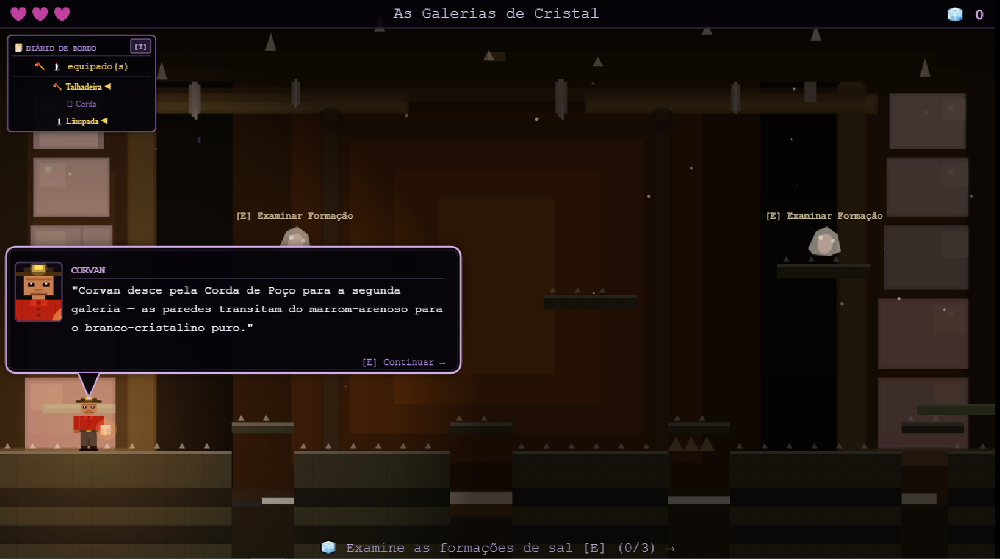 As Galerias de Cristal
0
DIÁRIO DE BORDO
[I]
equipado(s)
Talhadeira ◀
Corda
Lâmpada ◀
[E] Examinar Formação
[E] Examinar Formação
CORVAN
"Corvan desce pela Corda de Poço para a segunda
galeria — as paredes transitam do marrom-arenoso para
o branco-cristalino puro."
[E] Continuar →
Examine as formações de sal [E] (0/3) →